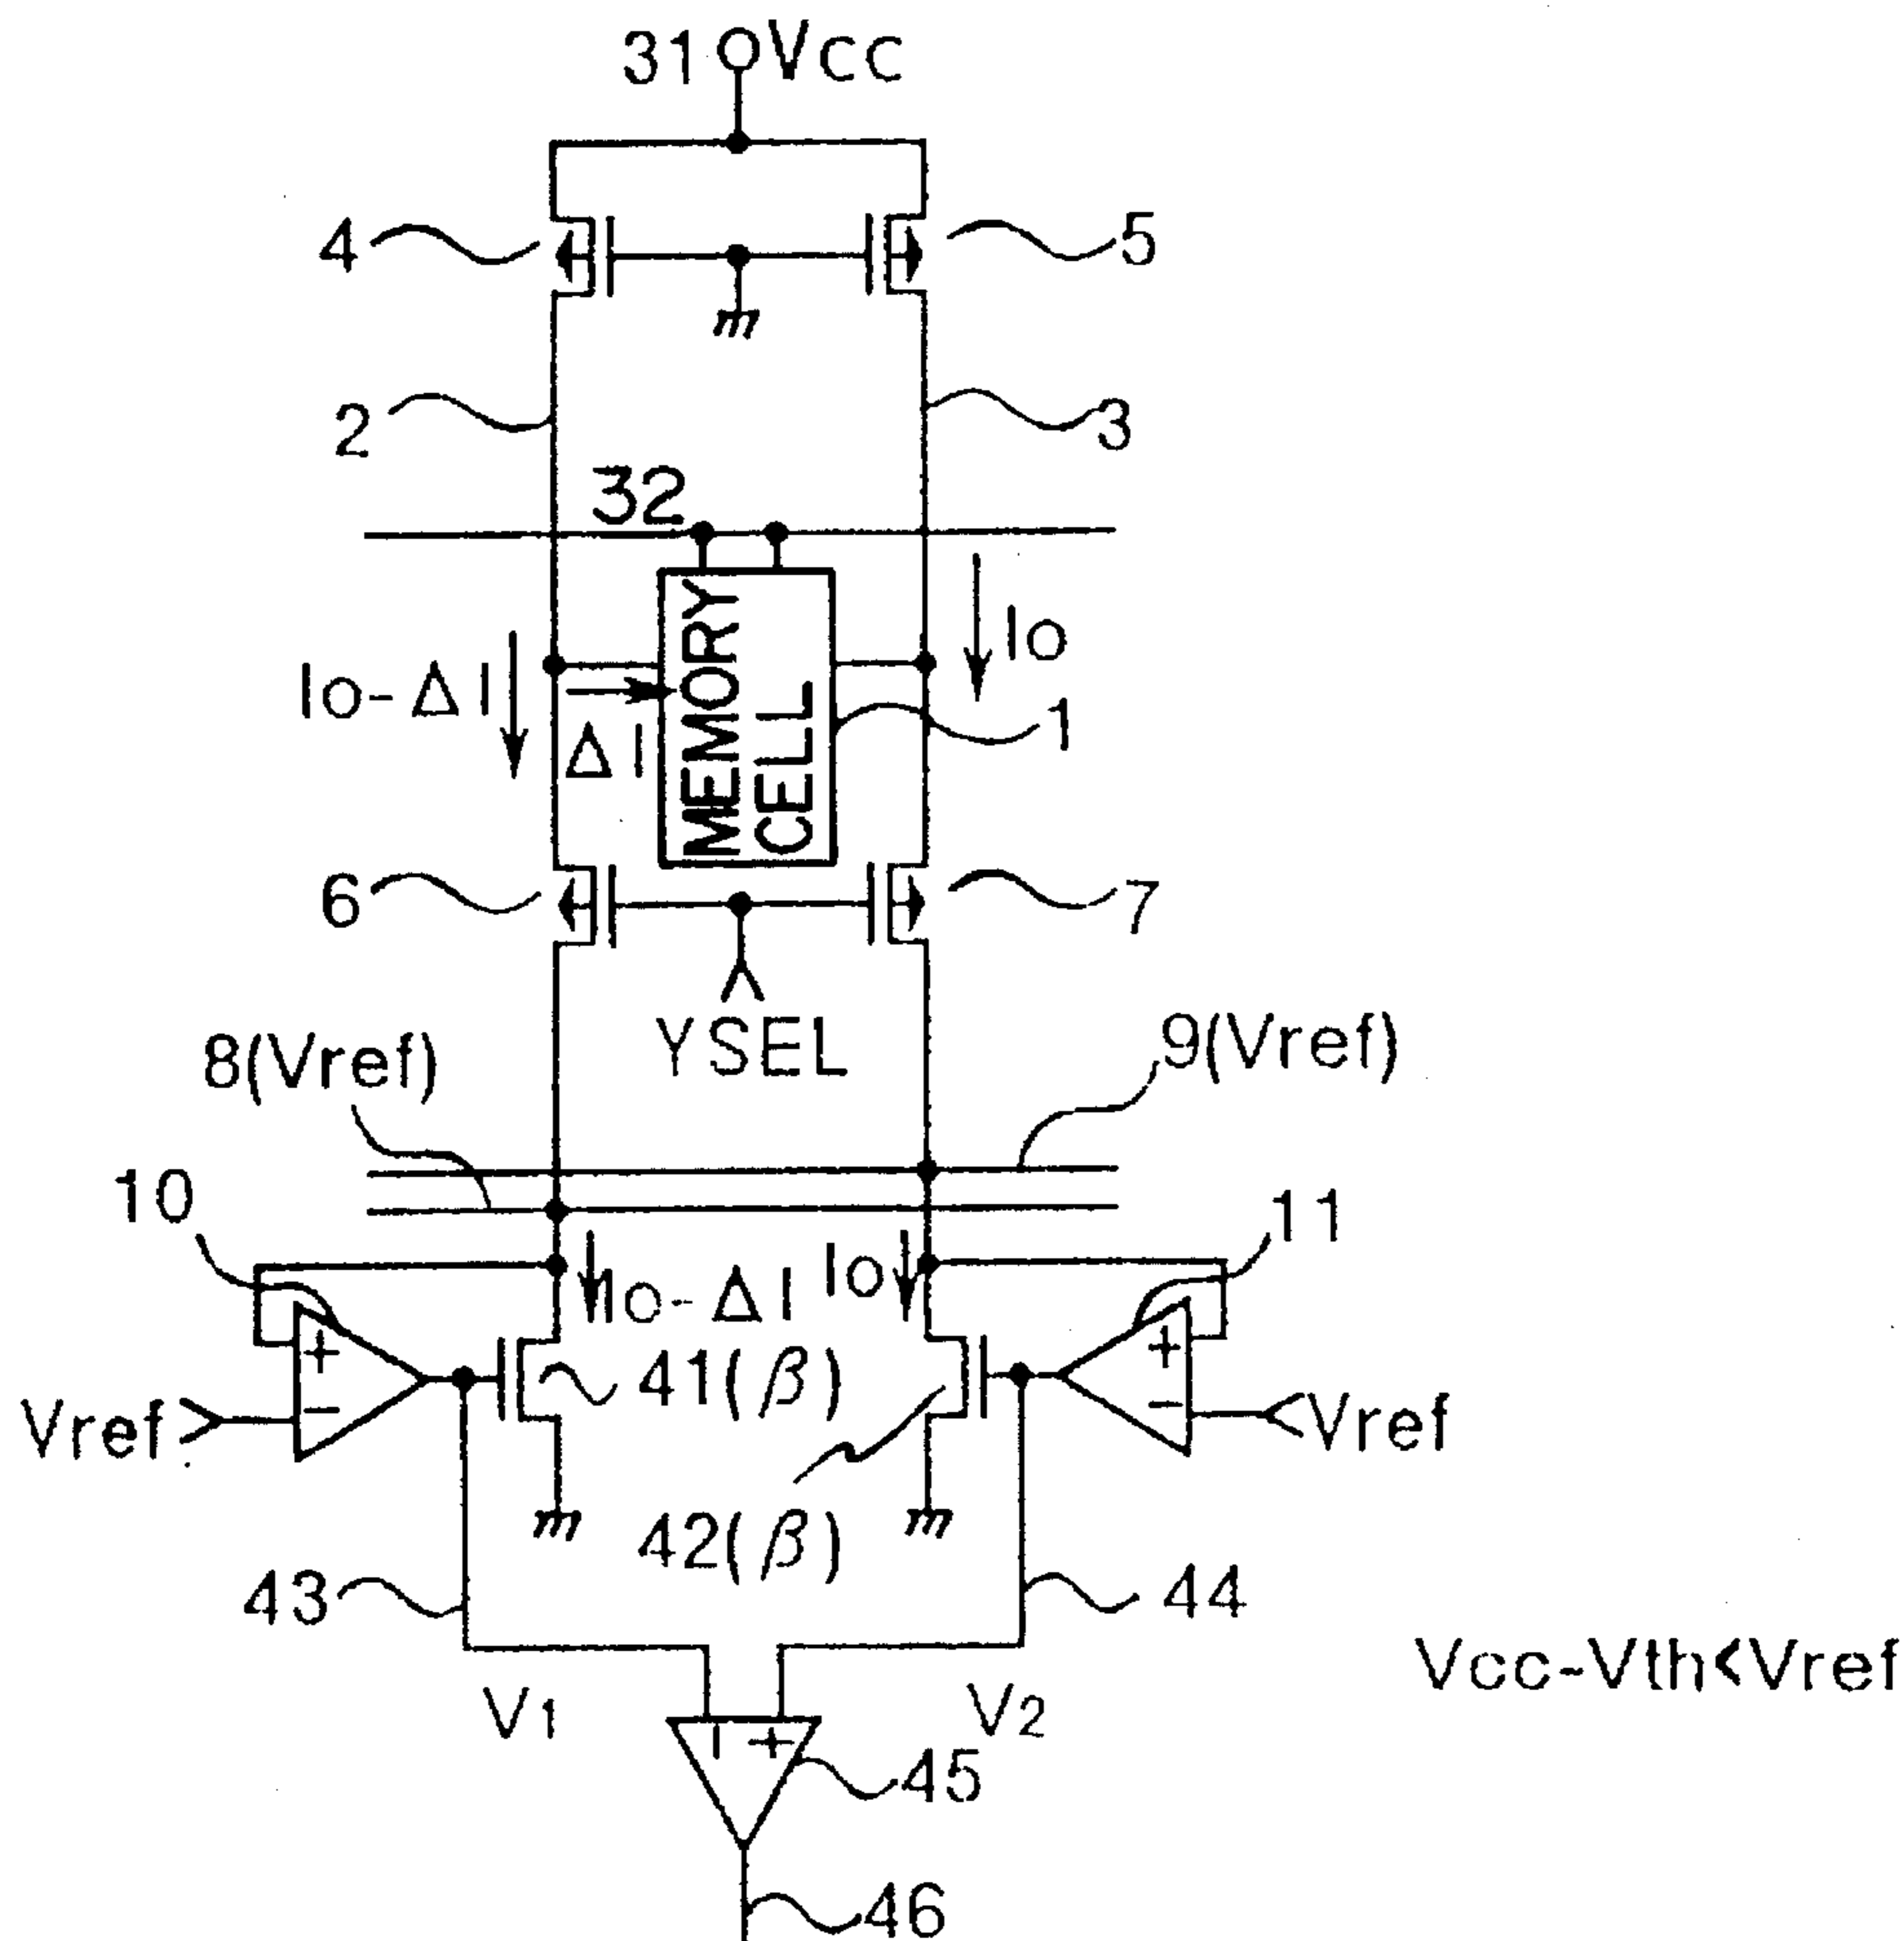 31 Vcc
4
5
2
3
32
Io-ΔI
ΔI
MEMORY
CELL
Io
1
6
7
YSEL
8(Vref)
9(Vref)
10
11
Io-ΔI
Io
+
-
Vref
41(β)
+
-
Vref
42(β)
43
44
V1
V2
Vcc-Vth<Vref
- +
45
46